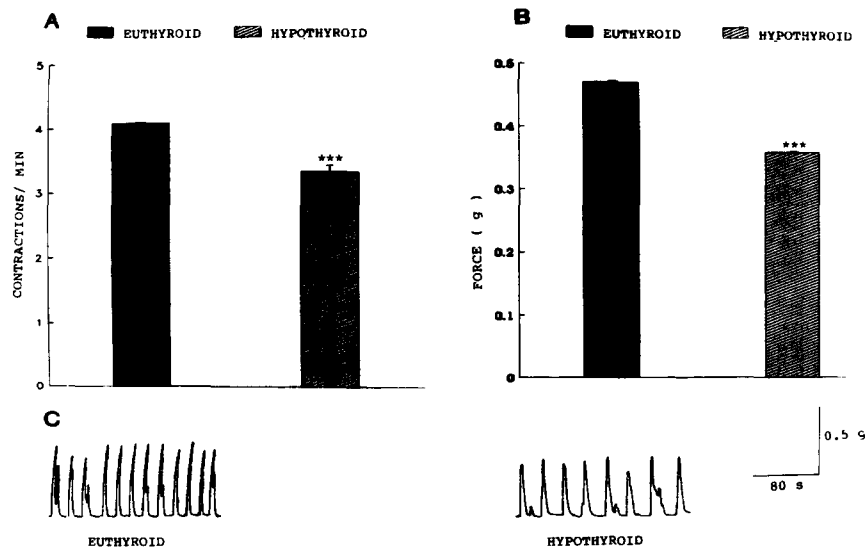 A
EUTHYROID HYPOTHYROID
5
4
3
2
1
0
CONTRACTIONS/ MIN
***
B
EUTHYROID HYPOTHYROID
0.5
0.4
0.3
0.2
0.1
0
FORCE ( g )
***
C
EUTHYROID
HYPOTHYROID
0.5 g
80 s